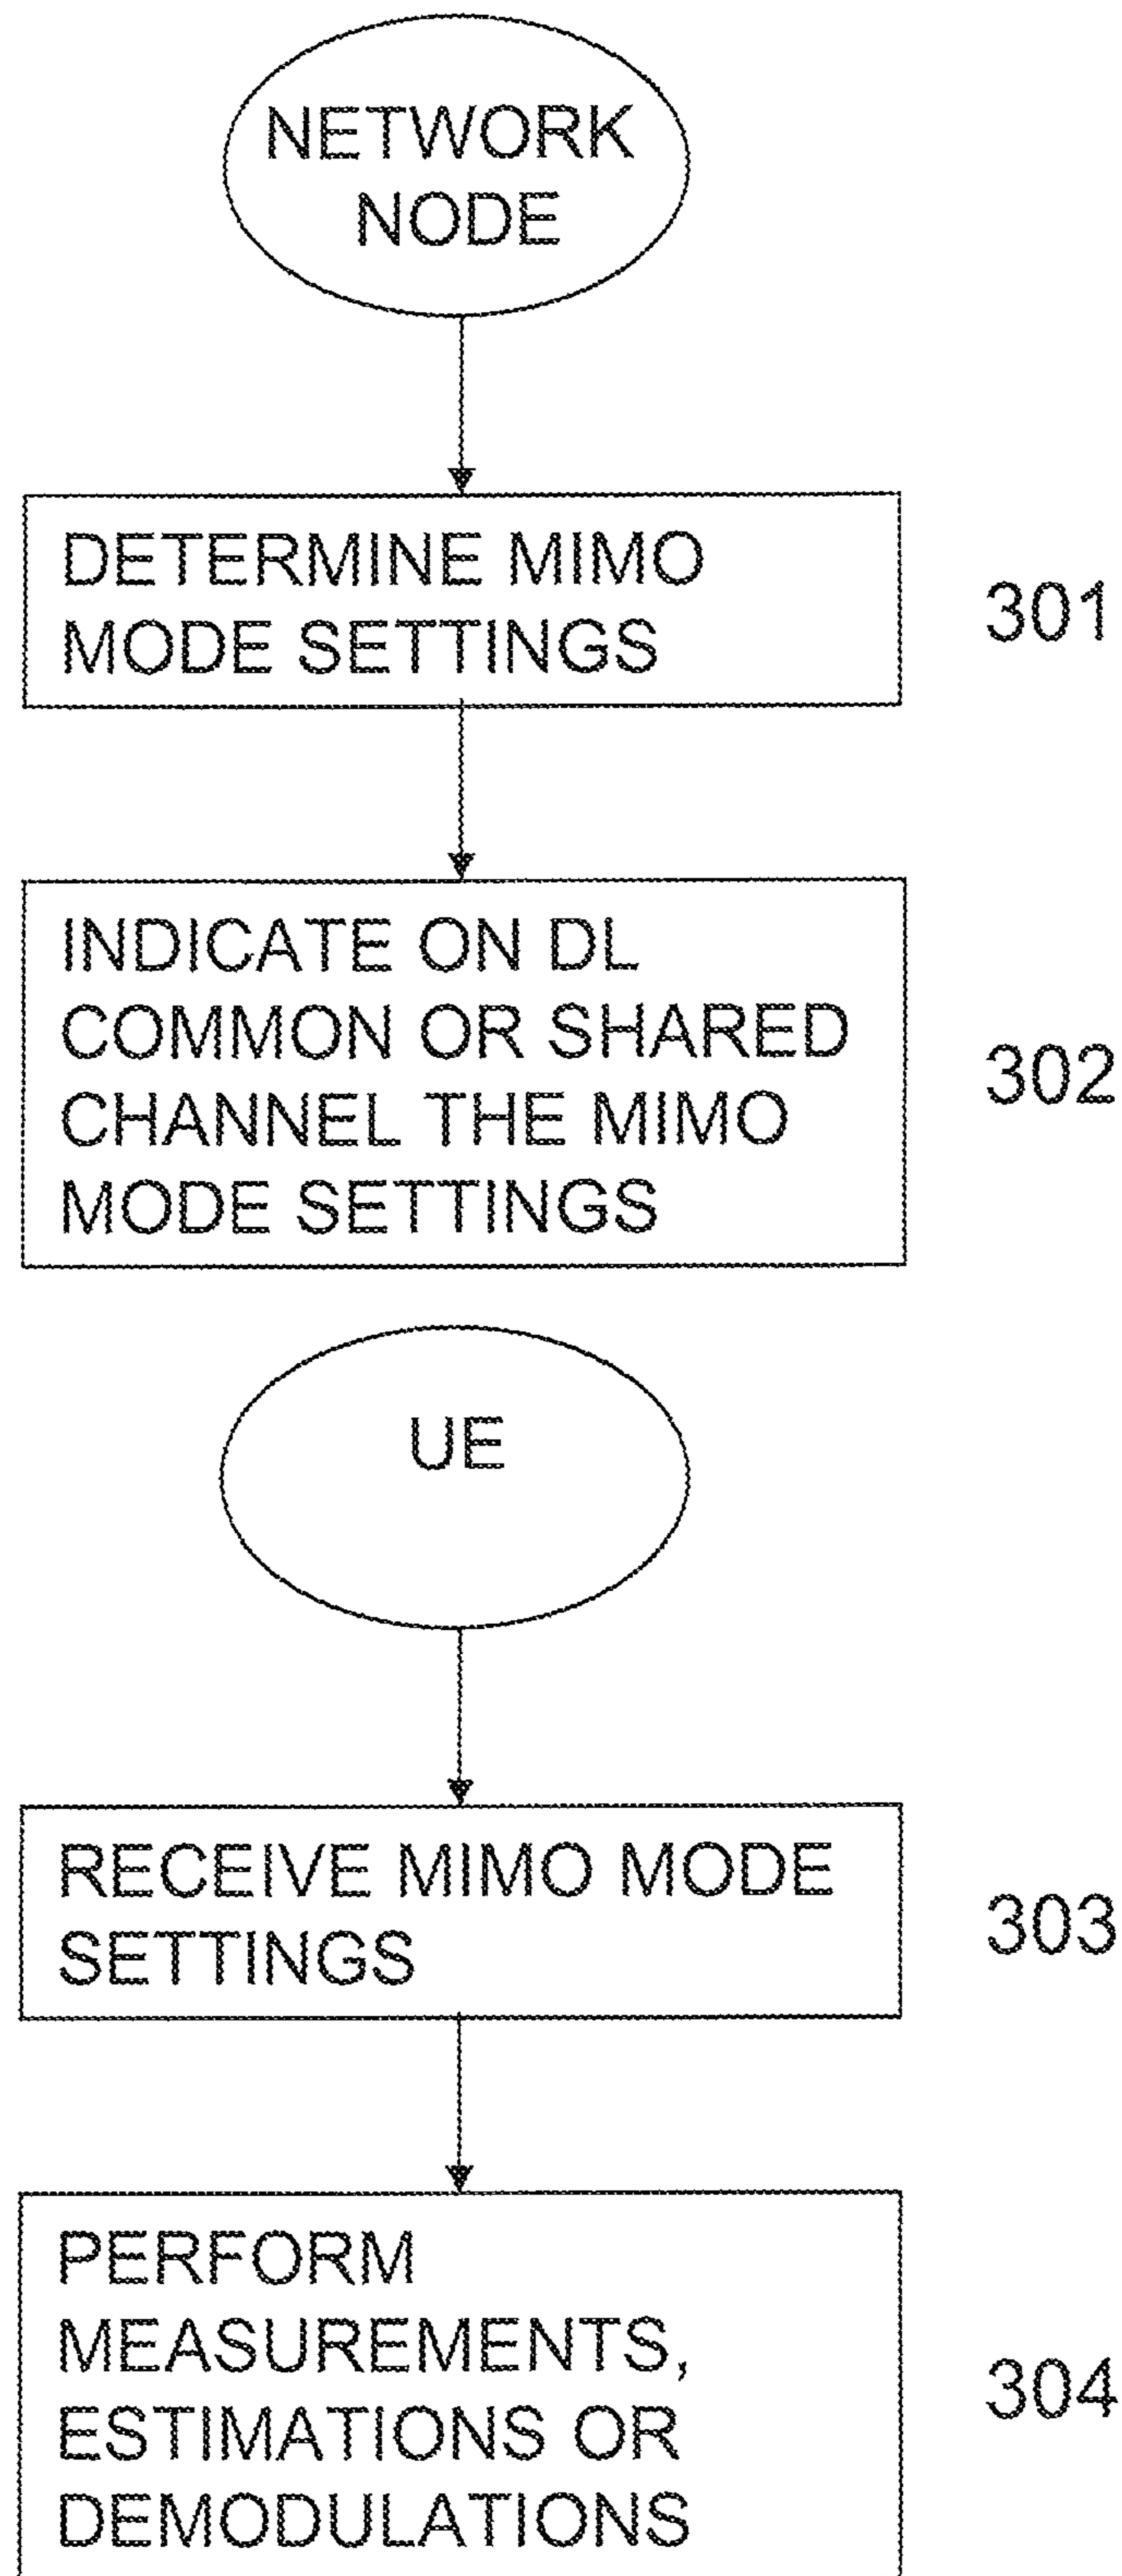 NETWORK
NODE
DETERMINE MIMO
MODE SETTINGS
301
INDICATE ON DL
COMMON OR SHARED
CHANNEL THE MIMO
MODE SETTINGS
302
UE
RECEIVE MIMO MODE
SETTINGS
303
PERFORM
MEASUREMENTS,
ESTIMATIONS OR
DEMODULATIONS
304